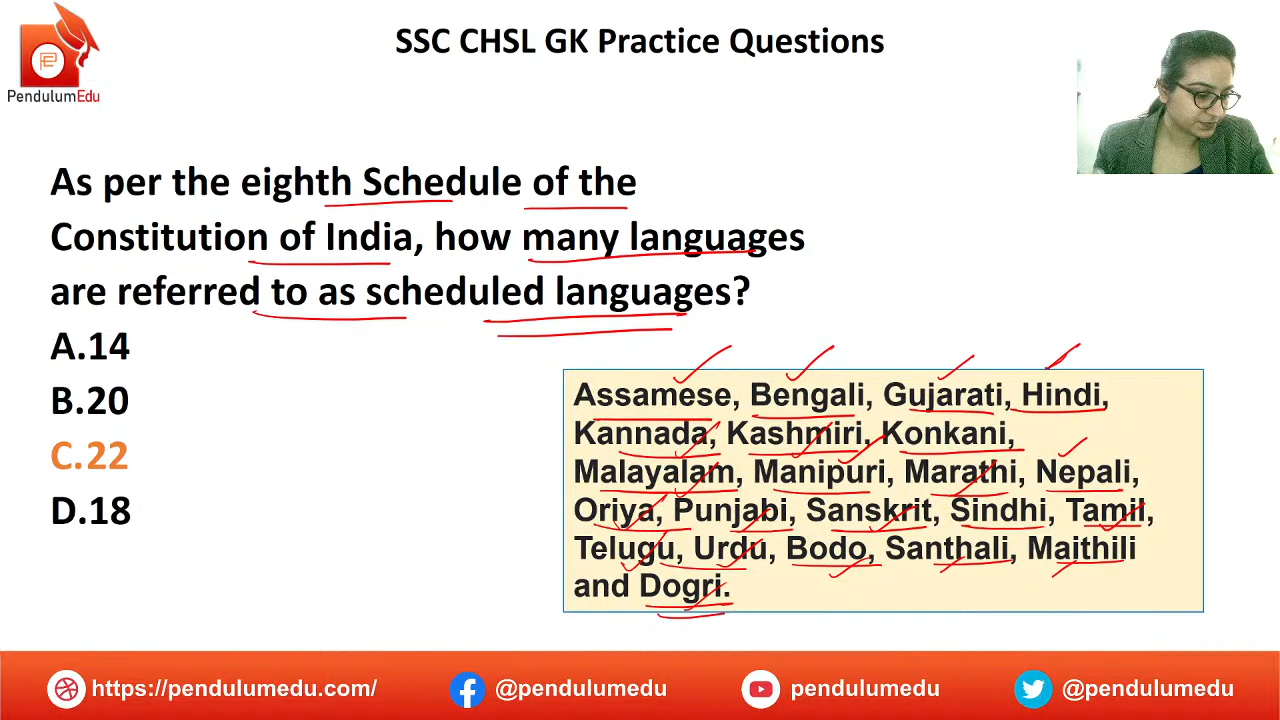 SSC CHSL GK Practice Questions
PendulumEdu
As per the eighth Schedule of the
Constitution of India, how many languages
are referred to as scheduled languages?
A.14
B.20
C.22
D.18
Assamese, Bengali, Gujarati, Hindi,
Kannada, Kashmiri, Konkani,
Malayalam, Manipuri, Marathi, Nepali,
Oriya, Punjabi, Sanskrit, Sindhi, Tamil,
Telugu, Urdu, Bodo, Santhali, Maithili
and Dogri.
https://pendulumedu.com/
@pendulumedu
pendulumedu
@pendulumedu